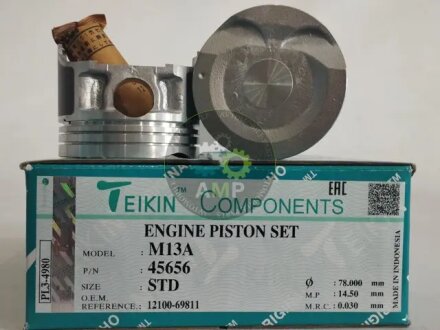 AMP
TEIKIN™ COMPONENTS
EAC
ENGINE PISTON SET
MODEL : M13A
P/N : 45656
SIZE : STD
O.E.M.
REFERENCE.: 12100-69811
Ø : 78.000 mm
M.P : 14.50 mm
M.R.C : 0.030 mm
PL3-4980
MADE IN INDONESIA